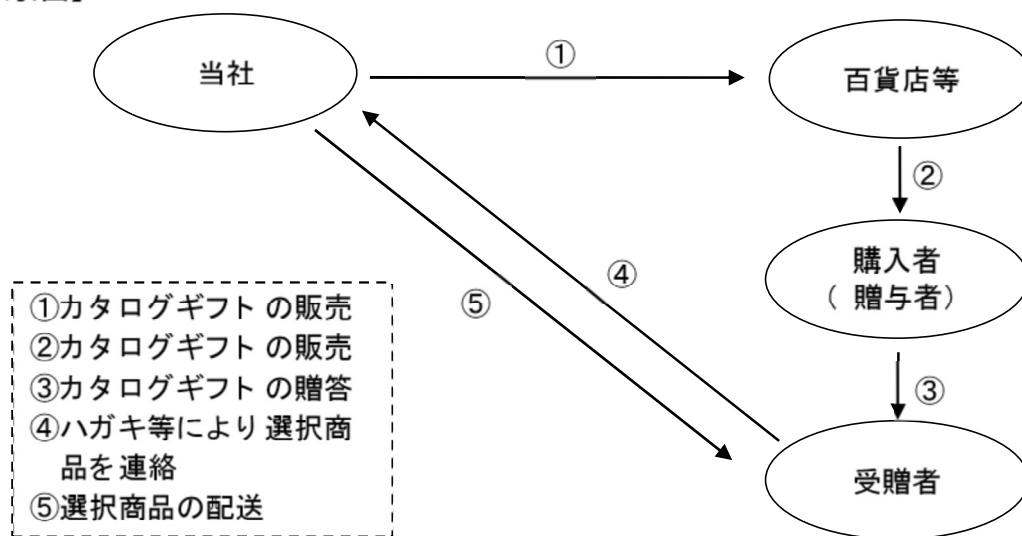 当社
①
百貨店等
②
購入者
（ 贈与者）
④
⑤
③
受贈者
①カタログギフト の販売
②カタログギフト の販売
③カタログギフト の贈答
④ハガキ等により 選択商
品を 連絡
⑤選択商品の配送